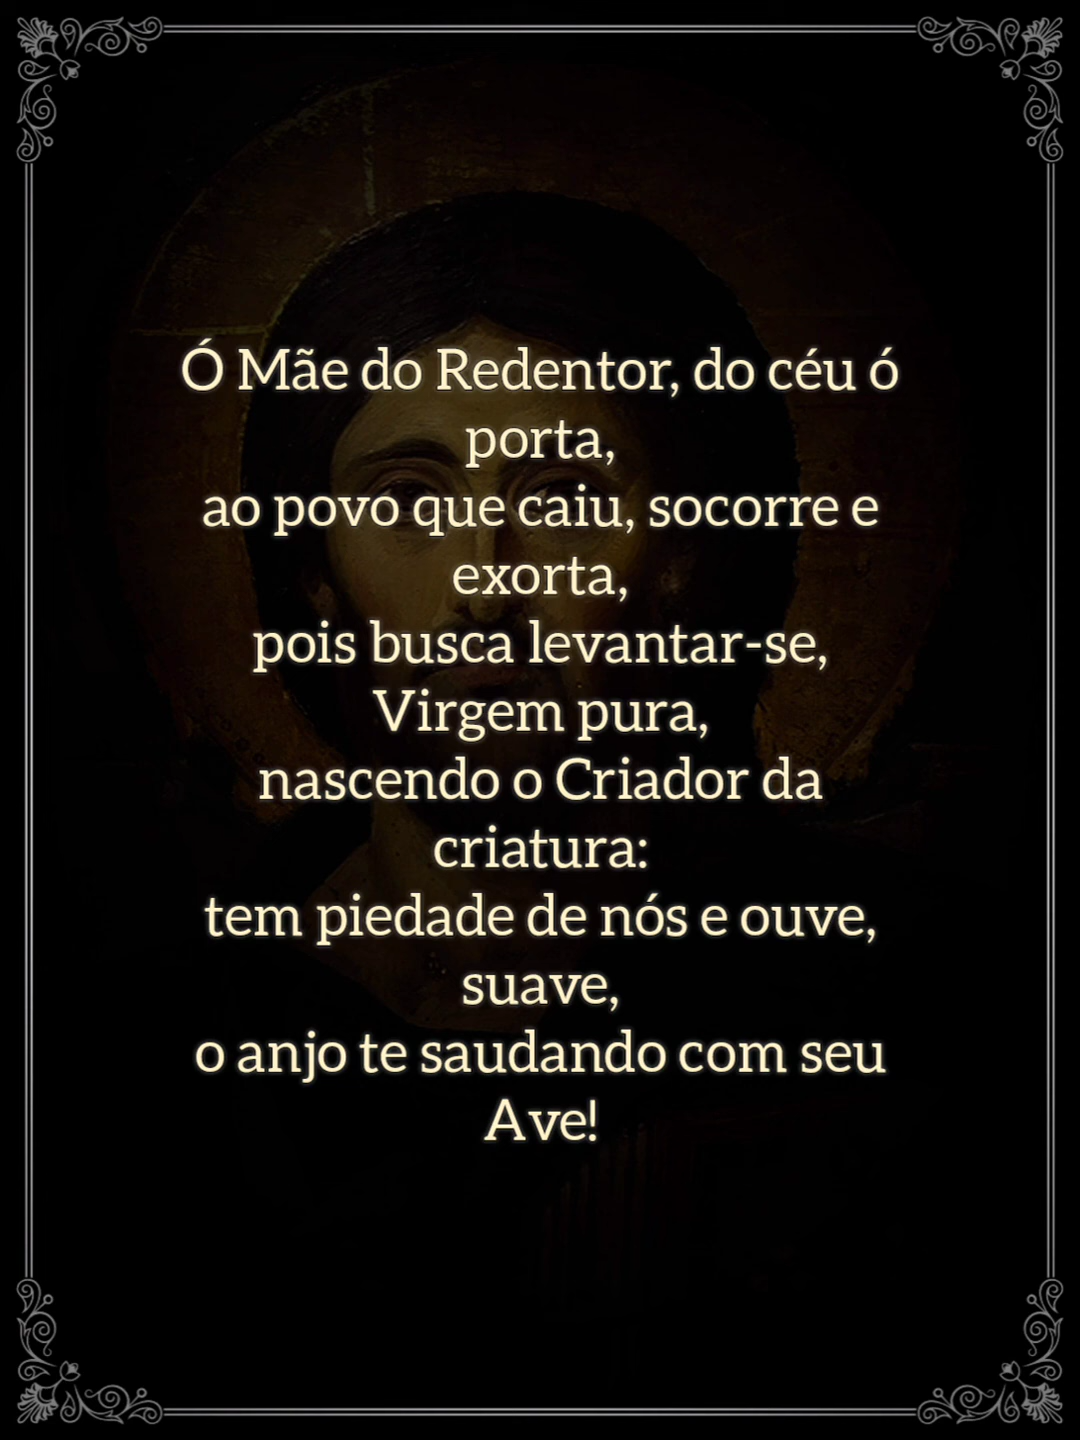 Ó Mãe do Redentor, do céu ó
porta,
ao povo que caiu, socorre e
exorta,
pois busca levantar-se,
Virgem pura,
nascendo o Criador da
criatura:
tem piedade de nós e ouve,
suave,
o anjo te saudando com seu
Ave!